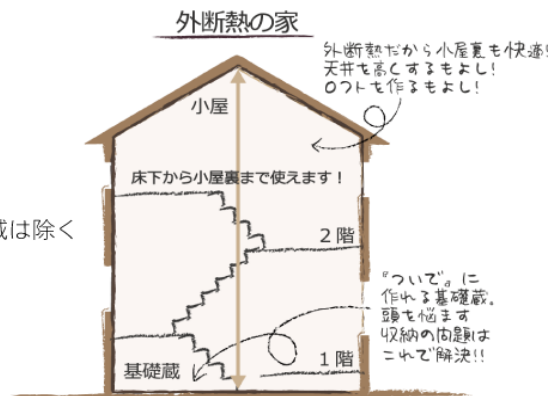 外断熱の家
外断熱だから小屋裏も快適!
天井を高くするもよし!
ロフトを作るもよし!
小屋
床下から小屋裏まで使えます！
は除く
2階
『ついで』に
作れる基礎蔵。
頭を悩ます
収納の問題は
これで解決!!
基礎蔵
1階